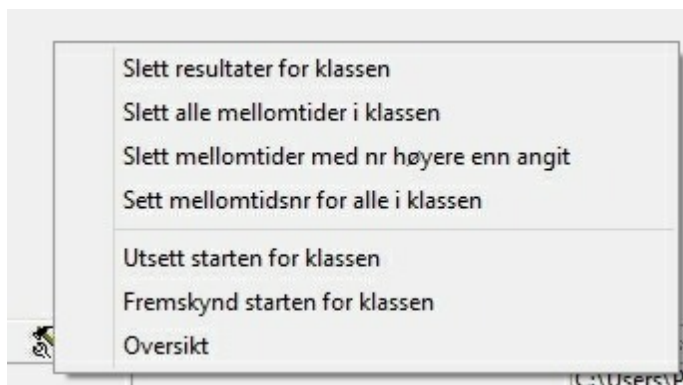 Slett resultater for klassen
Slett alle mellomtider i klassen
Slett mellomtider med nr høyere enn angit
Sett mellomtidsnr for alle i klassen
Utsett starten for klassen
Fremskynd starten for klassen
Oversikt
C:\Users\P